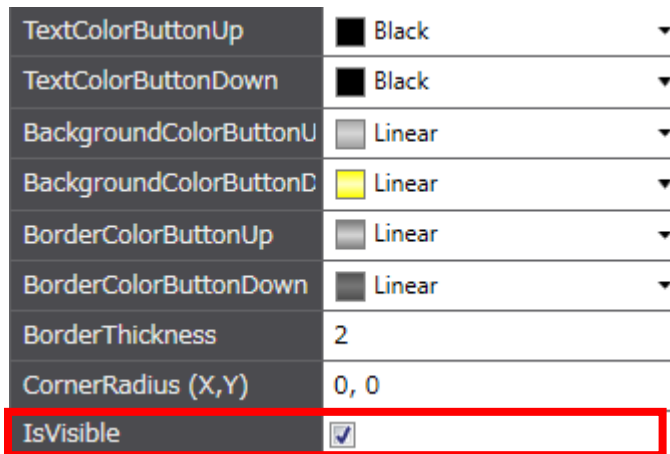 TextColorButtonUp Black
TextColorButtonDown Black
BackgroundColorButtonU Linear
BackgroundColorButtonD Linear
BorderColorButtonUp Linear
BorderColorButtonDown Linear
BorderThickness 2
CornerRadius (X,Y) 0, 0
IsVisible